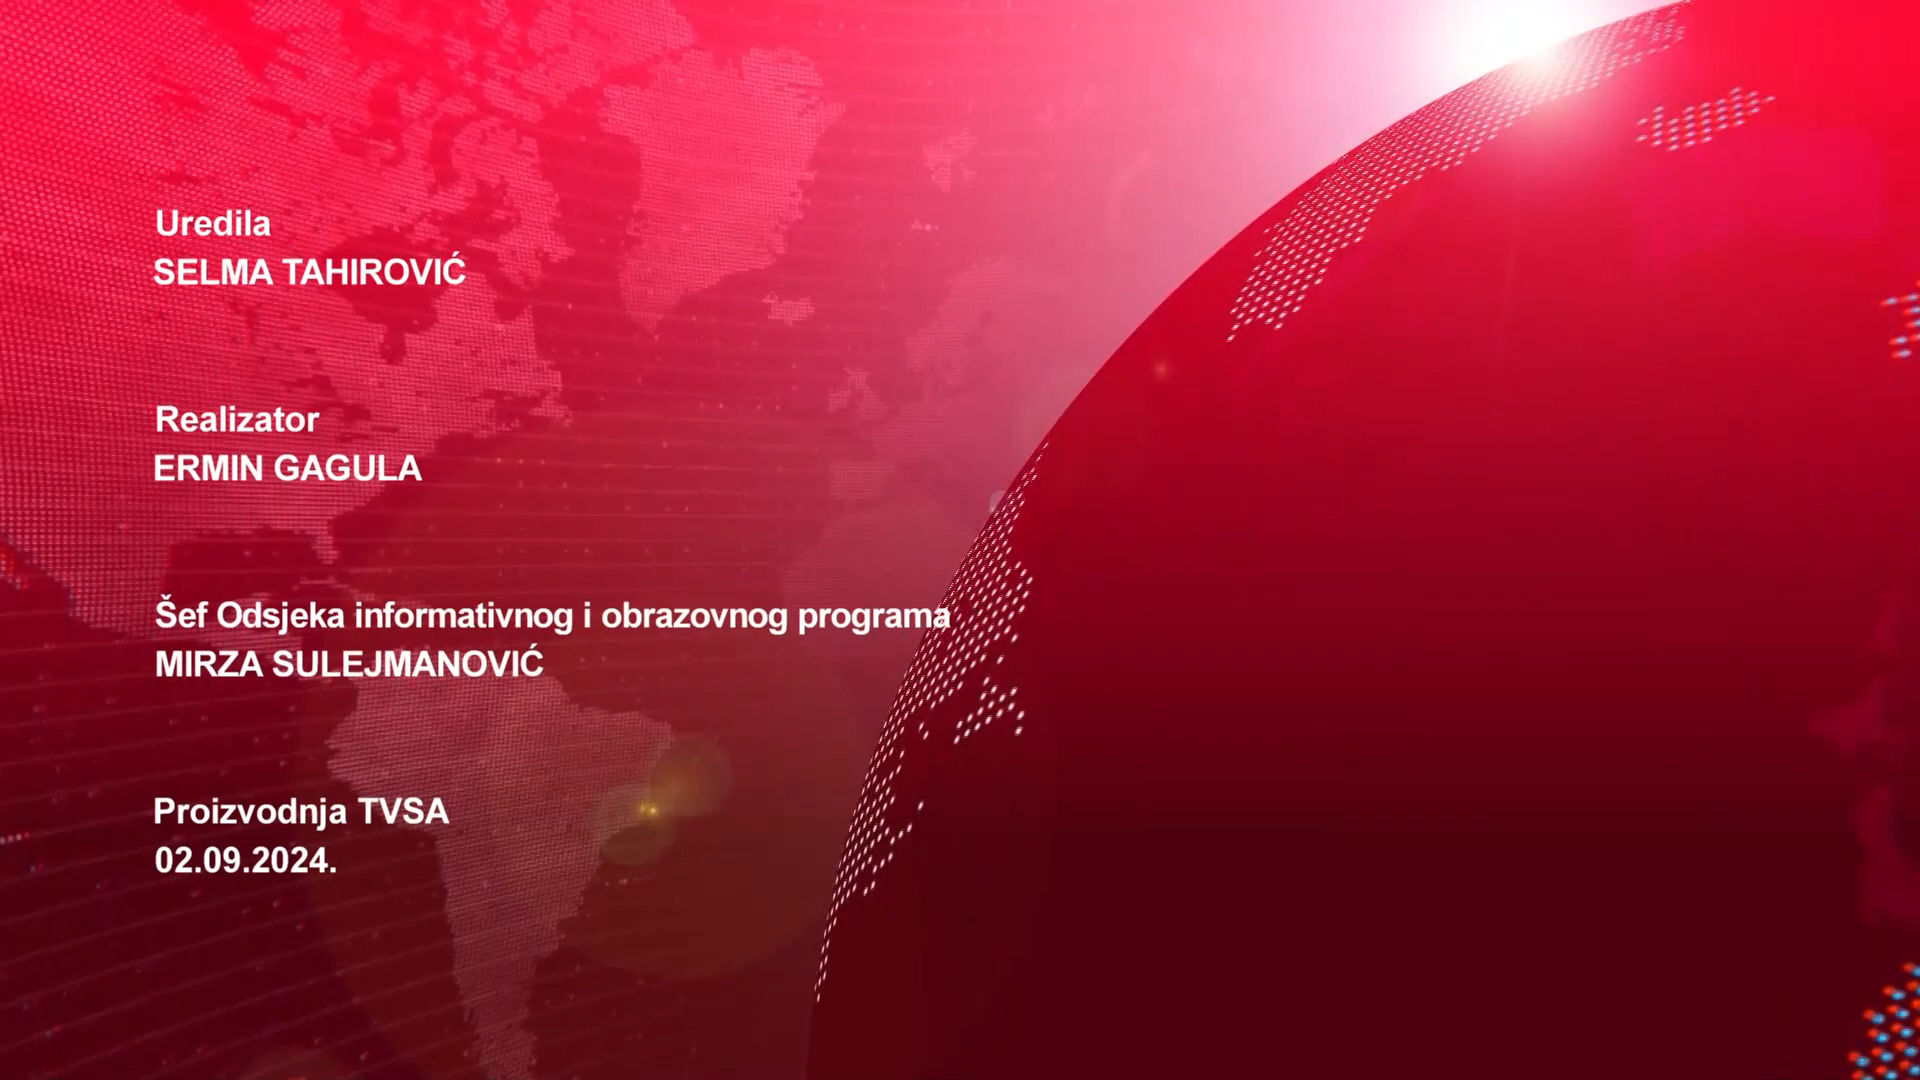 Uredila
SELMA TAHIROVIĆ
Realizator
ERMIN GAGULA
Šef Odsjeka informativnog i obrazovnog programa
MIRZA SULEJMANOVIĆ
Proizvodnja TVSA
02.09.2024.